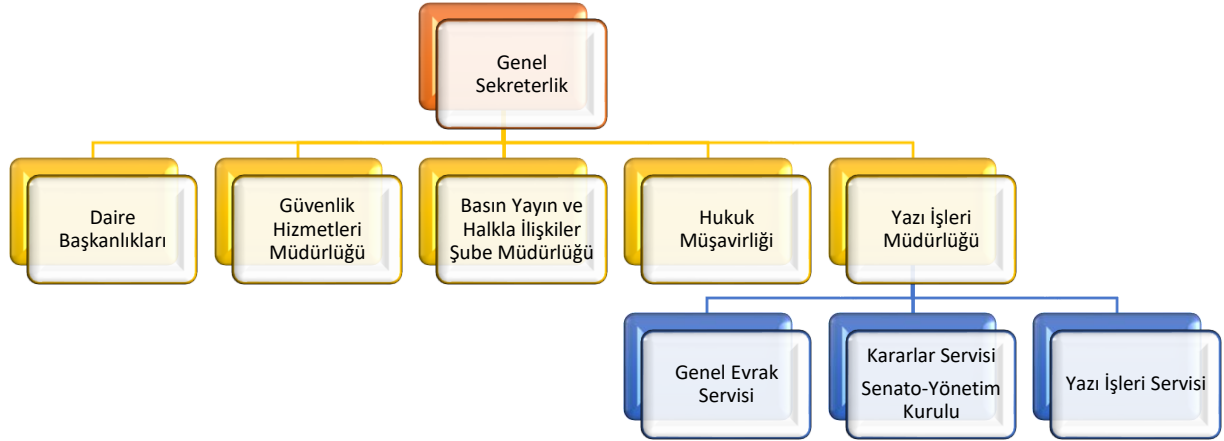 Genel
Sekreterlik
Daire
Başkanlıkları
Güvenlik
Hizmetleri
Müdürlüğü
Basın Yayın ve
Halkla İlişkiler
Şube Müdürlüğü
Hukuk
Müşavirliği
Yazı İşleri
Müdürlüğü
Genel Evrak
Servisi
Kararlar Servisi
Senato-Yönetim
Kurulu
Yazı İşleri Servisi